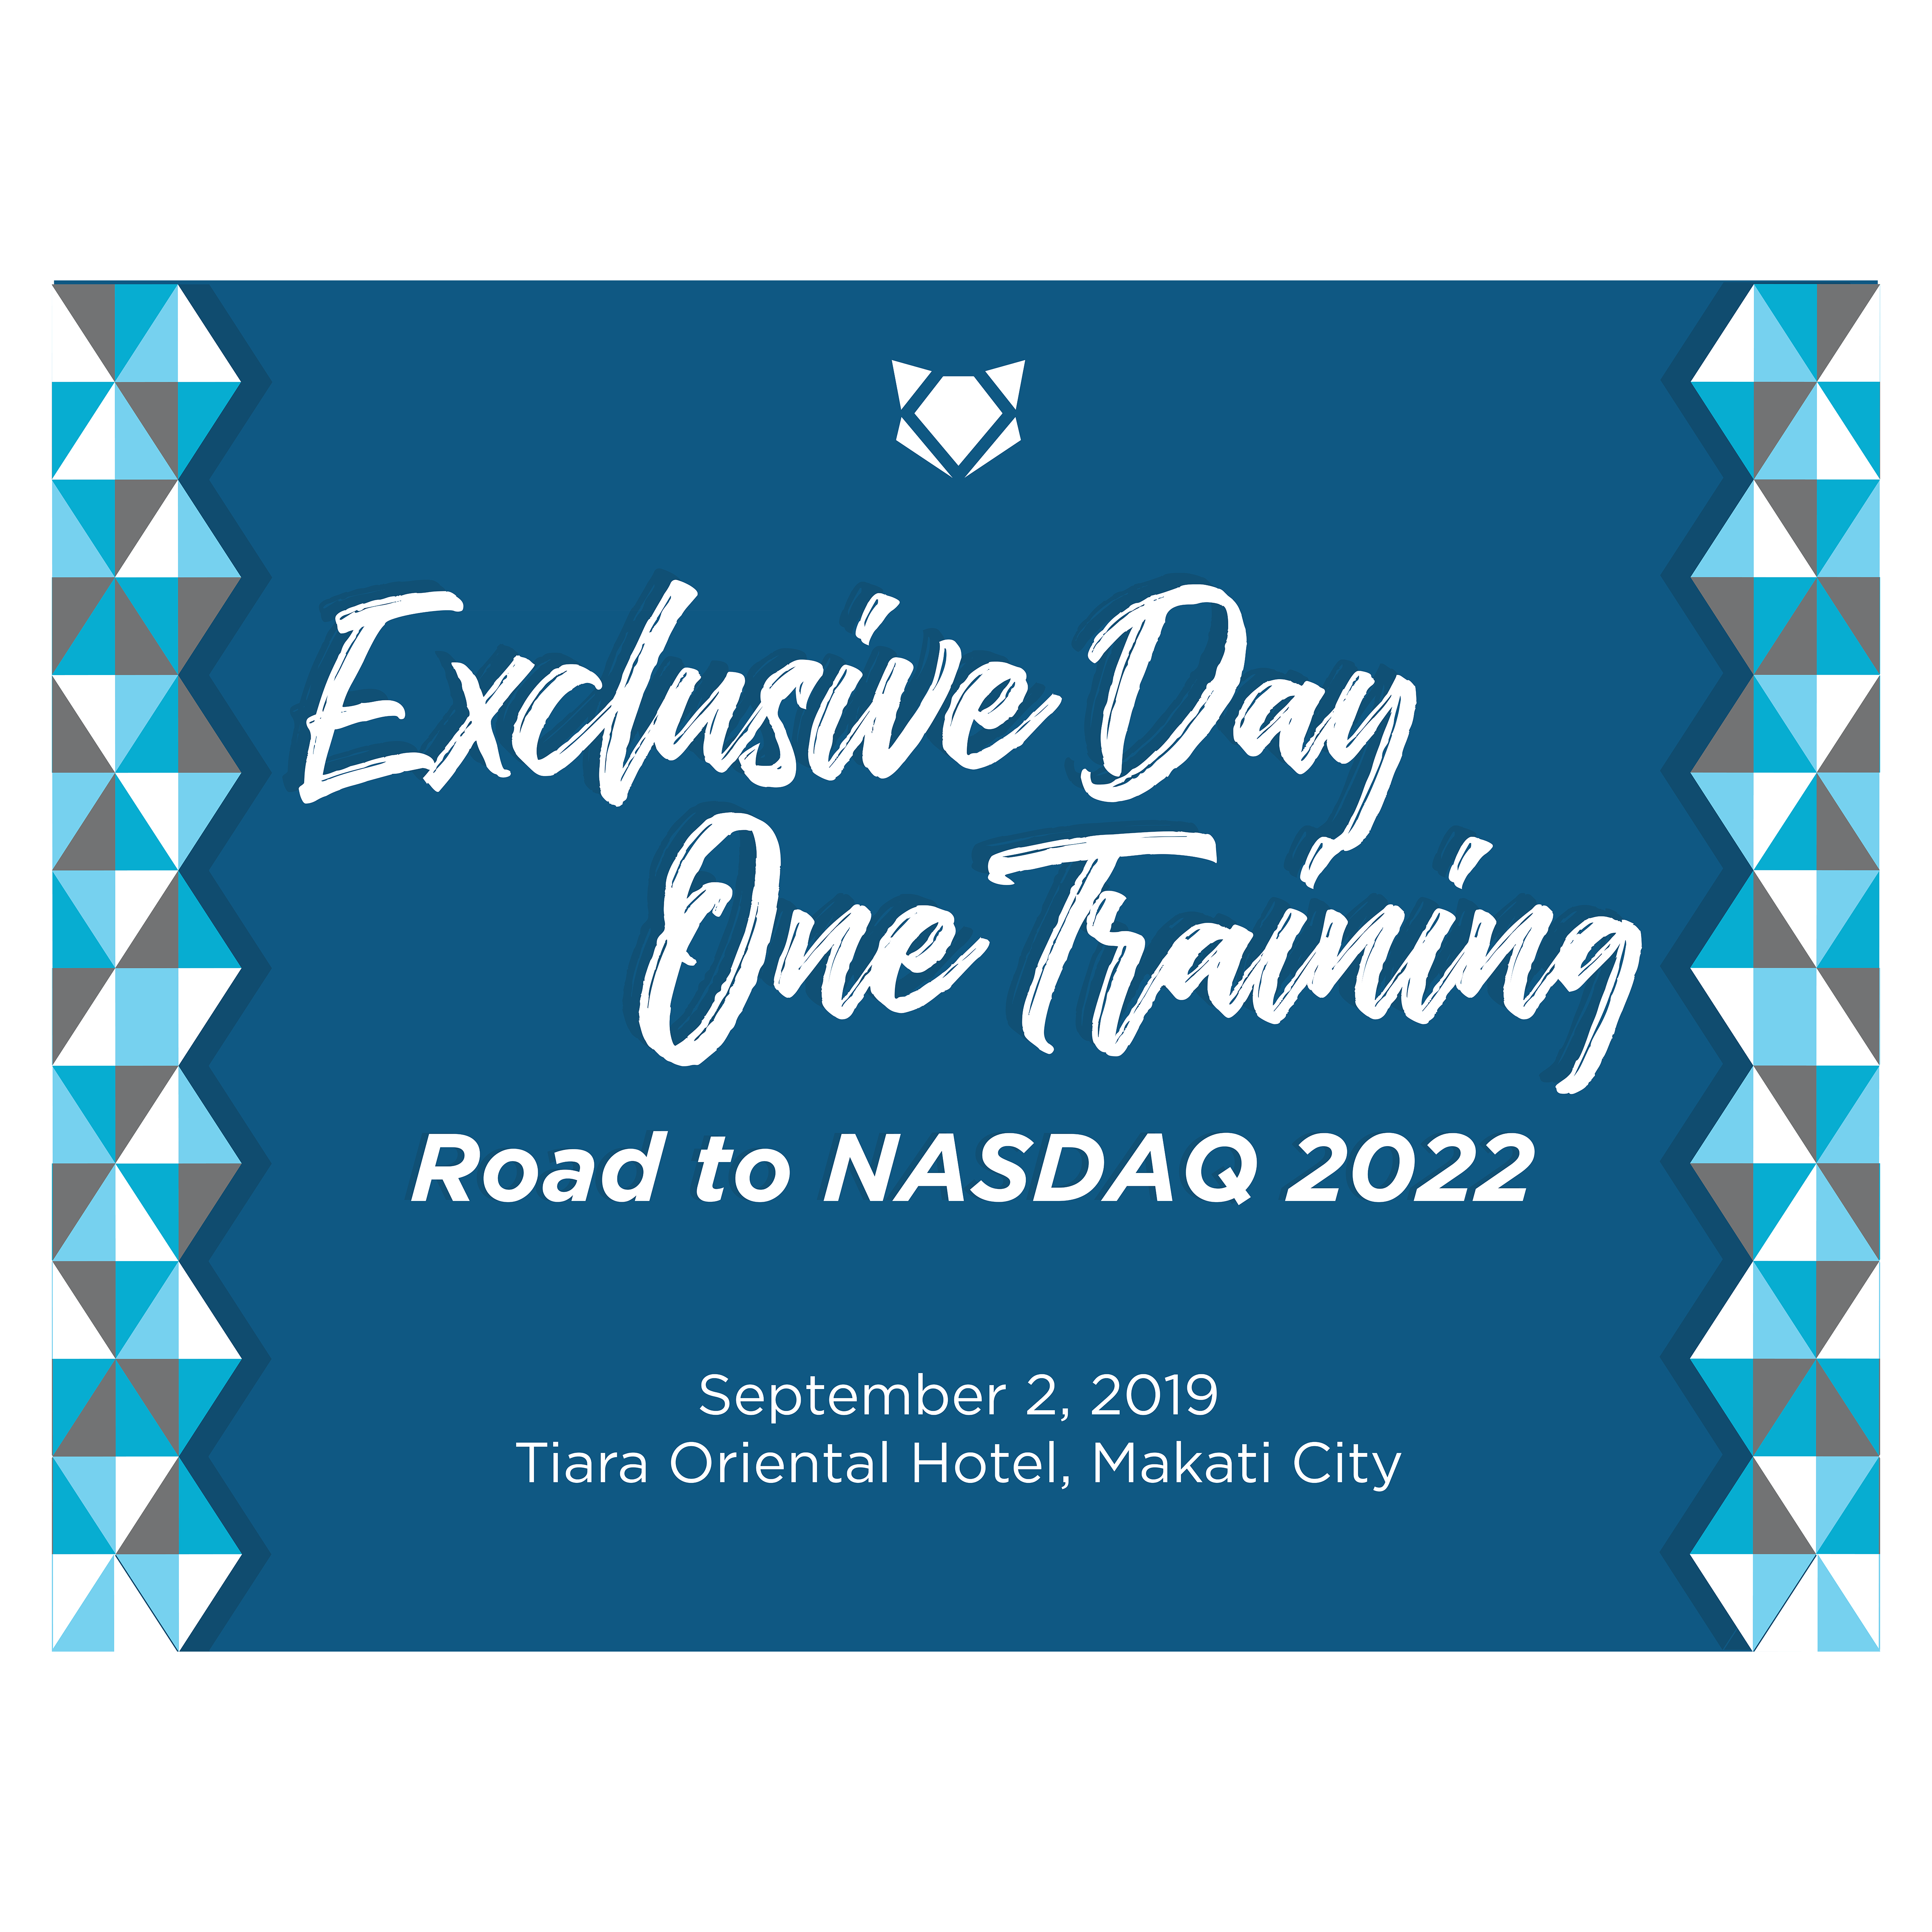 Exclusive Day
One Training
Road to NASDAQ 2022
September 2, 2019
Tiara Oriental Hotel, Makati City